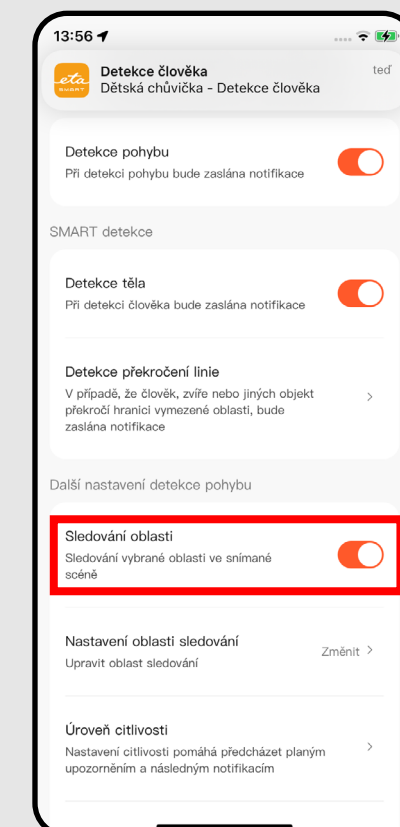 13:56
eta
SMART
Detekce člověka
teď
Dětská chůvička - Detekce člověka
Detekce pohybu
Při detekci pohybu bude zaslána notifikace
SMART detekce
Detekce těla
Při detekci člověka bude zaslána notifikace
Detekce překročení linie
V případě, že člověk, zvíře nebo jiných objekt
překročí hranici vymezené oblasti, bude
zaslána notifikace
Další nastavení detekce pohybu
Sledování oblasti
Sledování vybrané oblasti ve snímané
scéně
Nastavení oblasti sledování
Změnit
Upravit oblast sledování
Úroveň citlivosti
Nastavení citlivosti pomáhá předcházet planým
upozorněním a následným notifikacím